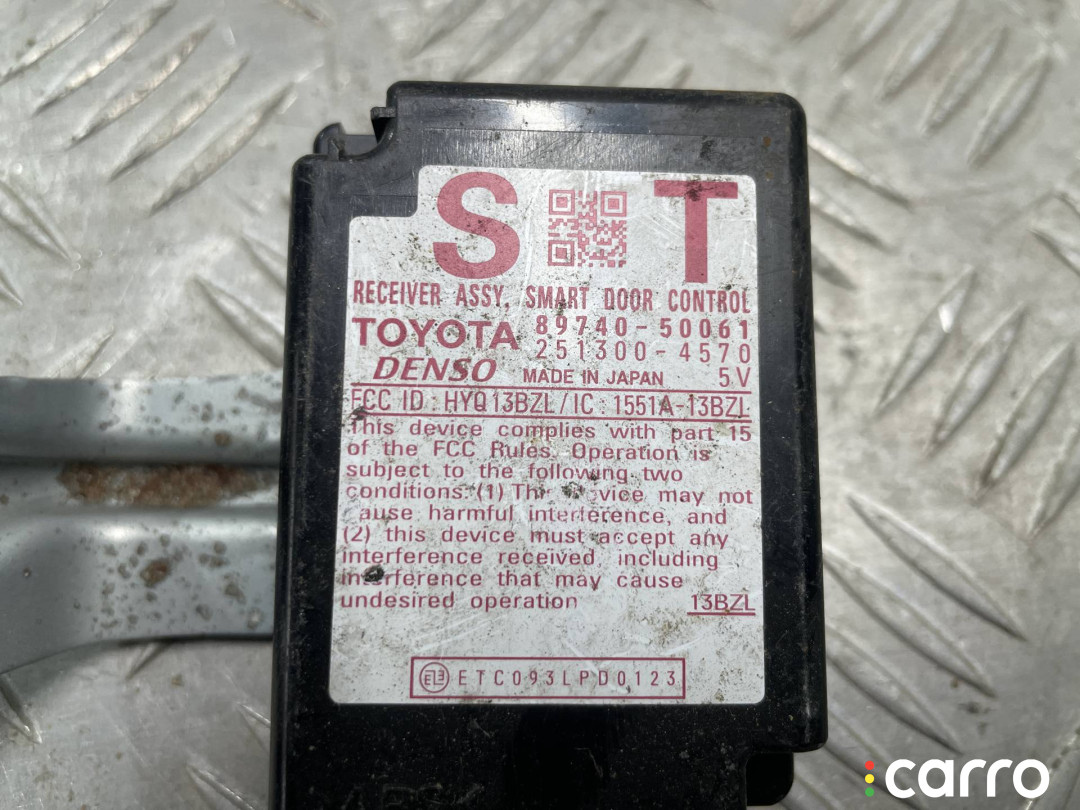 S T
RECEIVER ASSY, SMART DOOR CONTROL
TOYOTA 89740-50061
251300-4570
DENSO MADE IN JAPAN 5V
FCC ID : HYQ13BZL/IC : 1551A-13BZL
This device complies with part 15
of the FCC Rules. Operation is
subject to the following two
conditions: (1) This device may not
cause harmful interference, and
(2) this device must accept any
interference received, including
interference that may cause
undesired operation
13BZL
ETC093LPD0123
carro